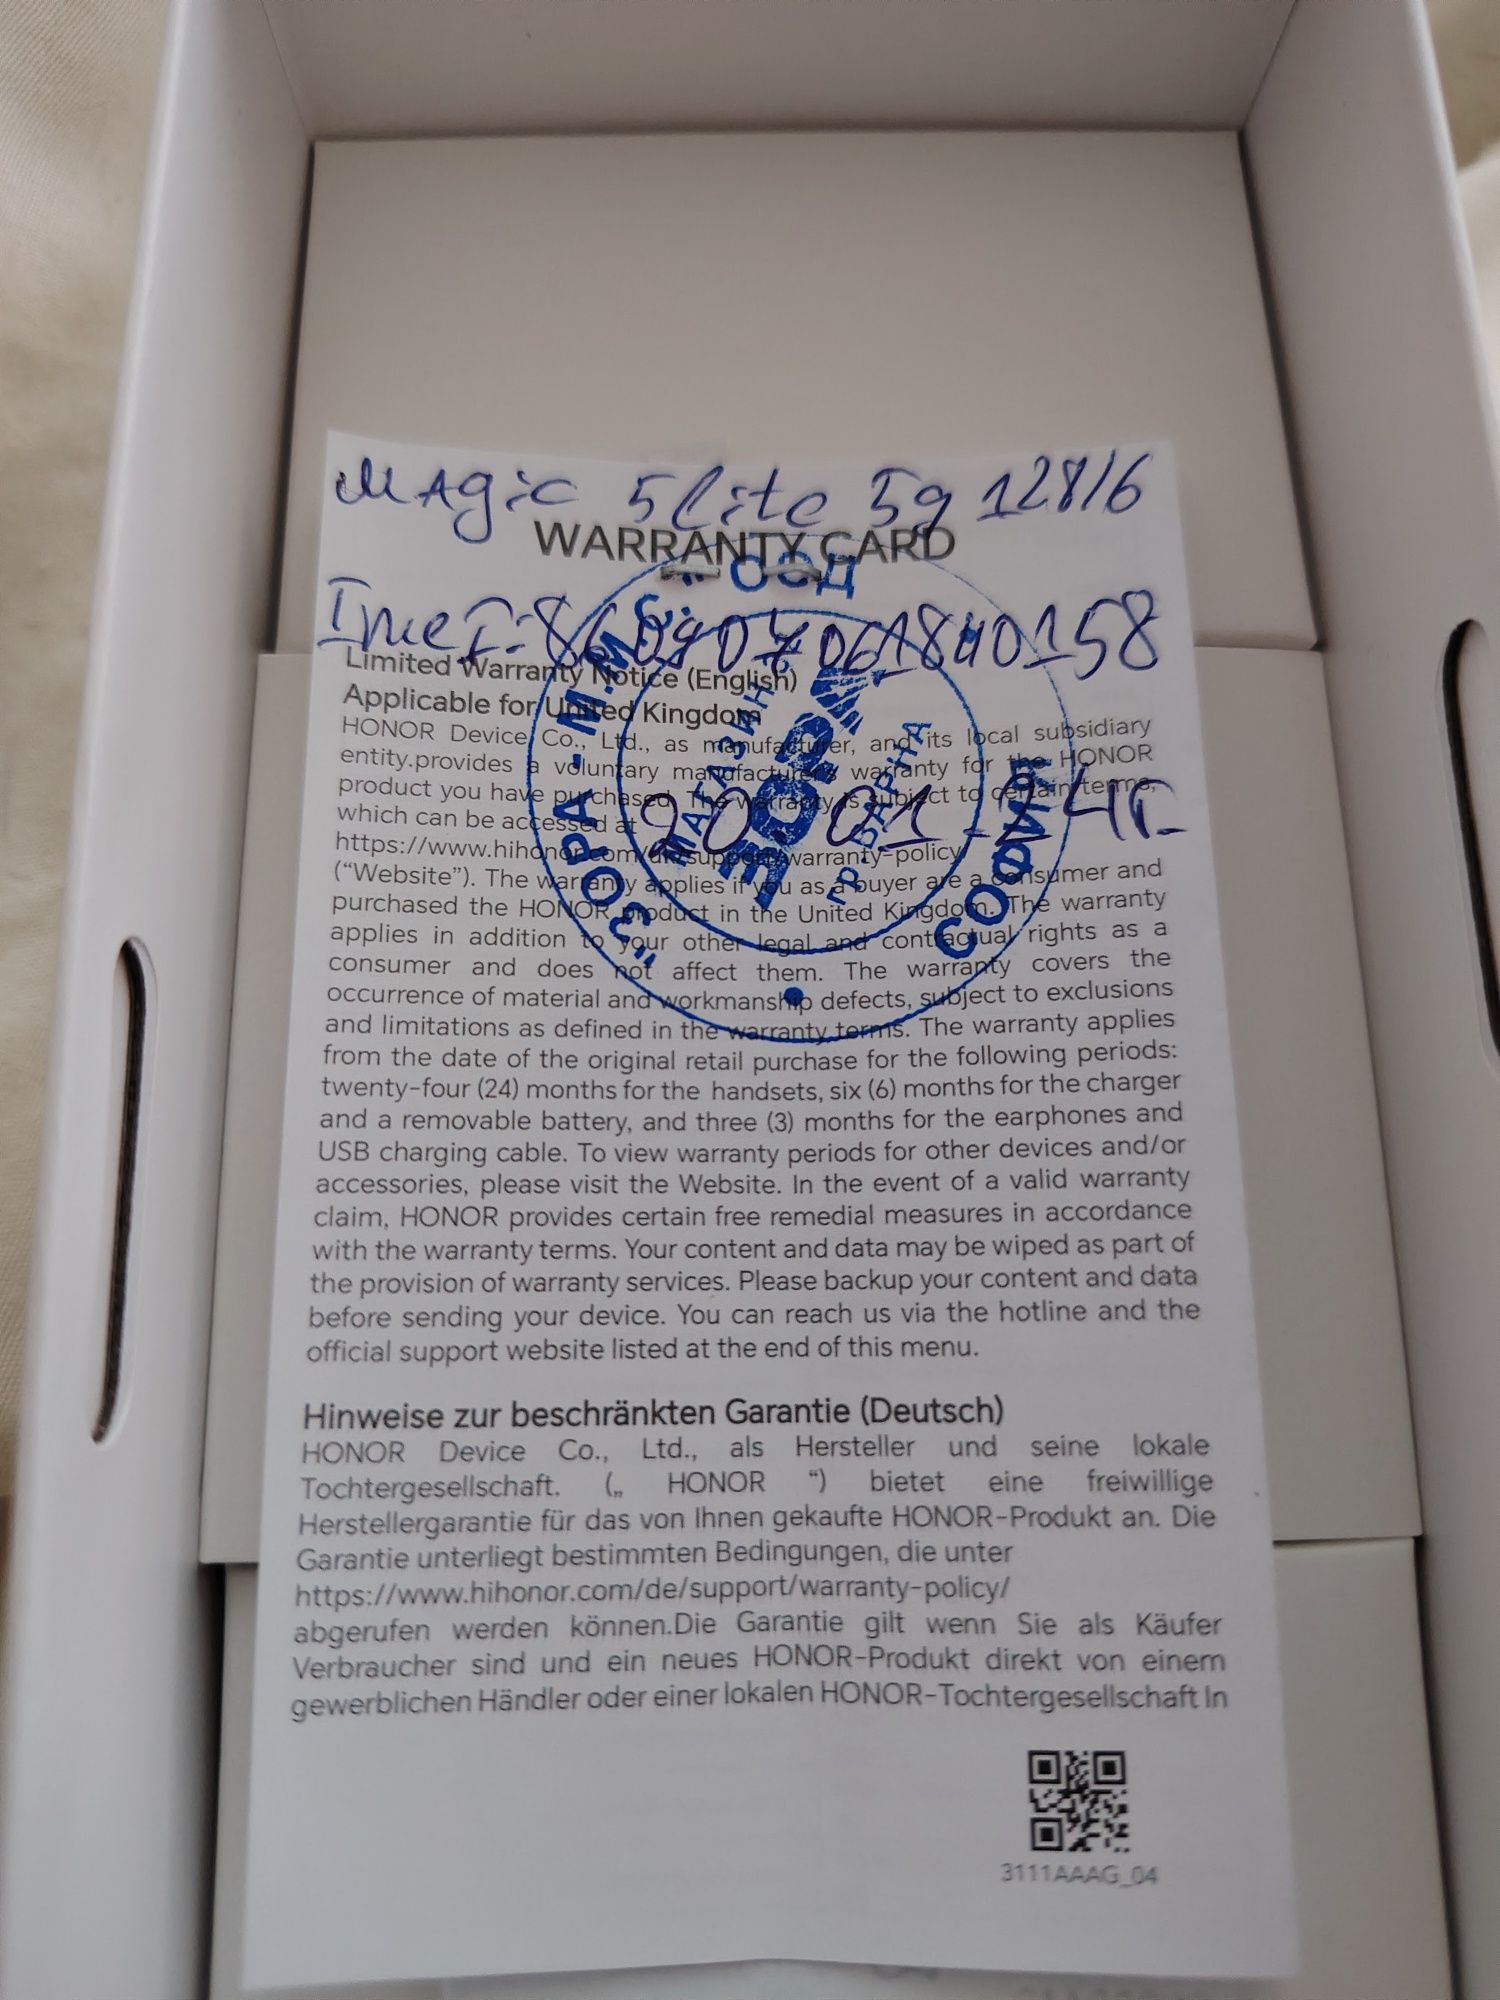 Magic 5 lite 5g 128/6
WARRANTY CARD
Imei: 860907061840158
Limited Warranty Notice (English)
Applicable for United Kingdom
HONOR Device Co., Ltd., as manufacturer, and its local subsidiary
entity.provides a voluntary manufacturer's warranty for the HONOR
product you have purchased. The warranty is subject to certain terms,
which can be accessed at
20.01.24г.
https://www.hihonor.com/uk/support/warranty-policy/
(“Website”). The warranty applies if you as a buyer are a consumer and
purchased the HONOR product in the United Kingdom. The warranty
applies in addition to your other legal and contractual rights as a
consumer and does not affect them. The warranty covers the
occurrence of material and workmanship defects, subject to exclusions
and limitations as defined in the warranty terms. The warranty applies
from the date of the original retail purchase for the following periods:
twenty-four (24) months for the handsets, six (6) months for the charger
and a removable battery, and three (3) months for the earphones and
USB charging cable. To view warranty periods for other devices and/or
accessories, please visit the Website. In the event of a valid warranty
claim, HONOR provides certain free remedial measures in accordance
with the warranty terms. Your content and data may be wiped as part of
the provision of warranty services. Please backup your content and data
before sending your device. You can reach us via the hotline and the
official support website listed at the end of this menu.
"ЗОРА - М.М.С." ООД
СОФИЯ
МАГАЗИН
ЗОРА
ГР. ВАРНА
Hinweise zur beschränkten Garantie (Deutsch)
HONOR Device Co., Ltd., als Hersteller und seine lokale
Tochtergesellschaft. („ HONOR “) bietet eine freiwillige
Herstellergarantie für das von Ihnen gekaufte HONOR-Produkt an. Die
Garantie unterliegt bestimmten Bedingungen, die unter
https://www.hihonor.com/de/support/warranty-policy/
abgerufen werden können.Die Garantie gilt wenn Sie als Käufer
Verbraucher sind und ein neues HONOR-Produkt direkt von einem
gewerblichen Händler oder einer lokalen HONOR-Tochtergesellschaft In
3111AAAG_04